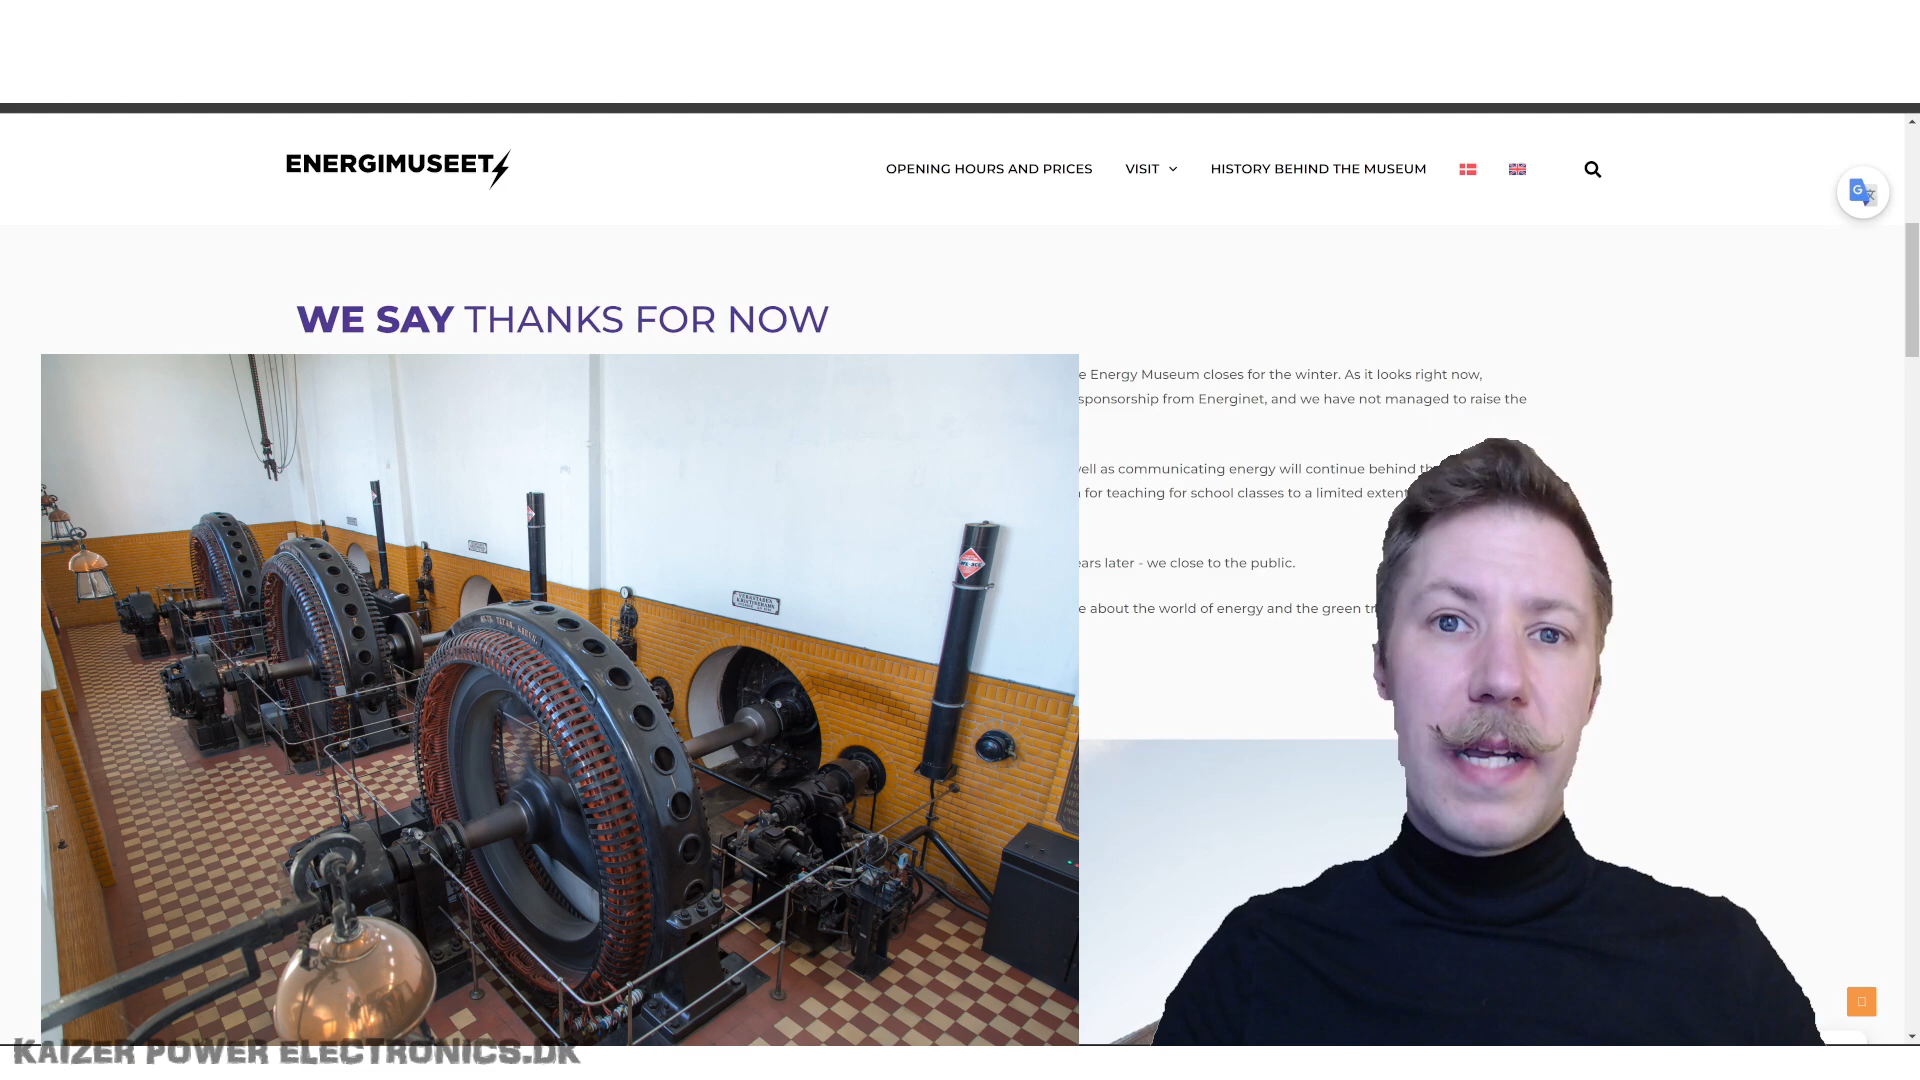 ENERGIMUSEET
OPENING HOURS AND PRICES
VISIT
HISTORY BEHIND THE MUSEUM
WE SAY THANKS FOR NOW
e Energy Museum closes for the winter. As it looks right now,
sponsorship from Energinet, and we have not managed to raise the
well as communicating energy will continue behind th
for teaching for school classes to a limited extent
ears later - we close to the public.
e about the world of energy and the green tr
VERKSTADEN
KRISTINEHAMN
KAIZER POWER ELECTRONICS.DK